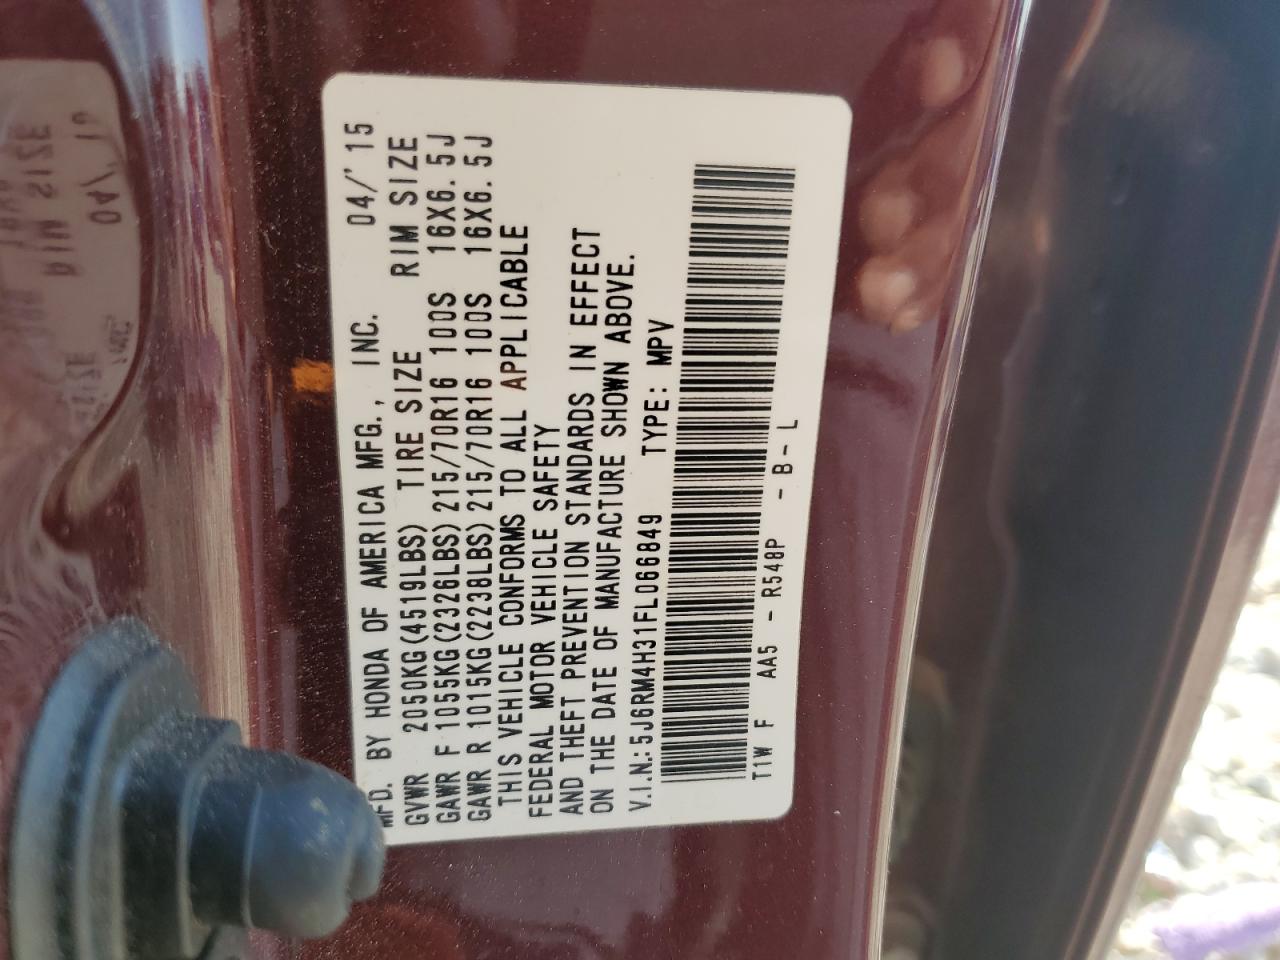 MFD. BY HONDA OF AMERICA MFG., INC. 04/'15
GVWR 2050KG(4519LBS) TIRE SIZE RIM SIZE
GAWR F 1055KG(2326LBS) 215/70R16 100S 16X6.5J
GAWR R 1015KG(2238LBS) 215/70R16 100S 16X6.5J
THIS VEHICLE CONFORMS TO ALL APPLICABLE
FEDERAL MOTOR VEHICLE SAFETY
AND THEFT PREVENTION STANDARDS IN EFFECT
ON THE DATE OF MANUFACTURE SHOWN ABOVE.
V.I.N.: 5J6RM4H31FL066849 TYPE: MPV
T1W F AA5 - R548P - B - L